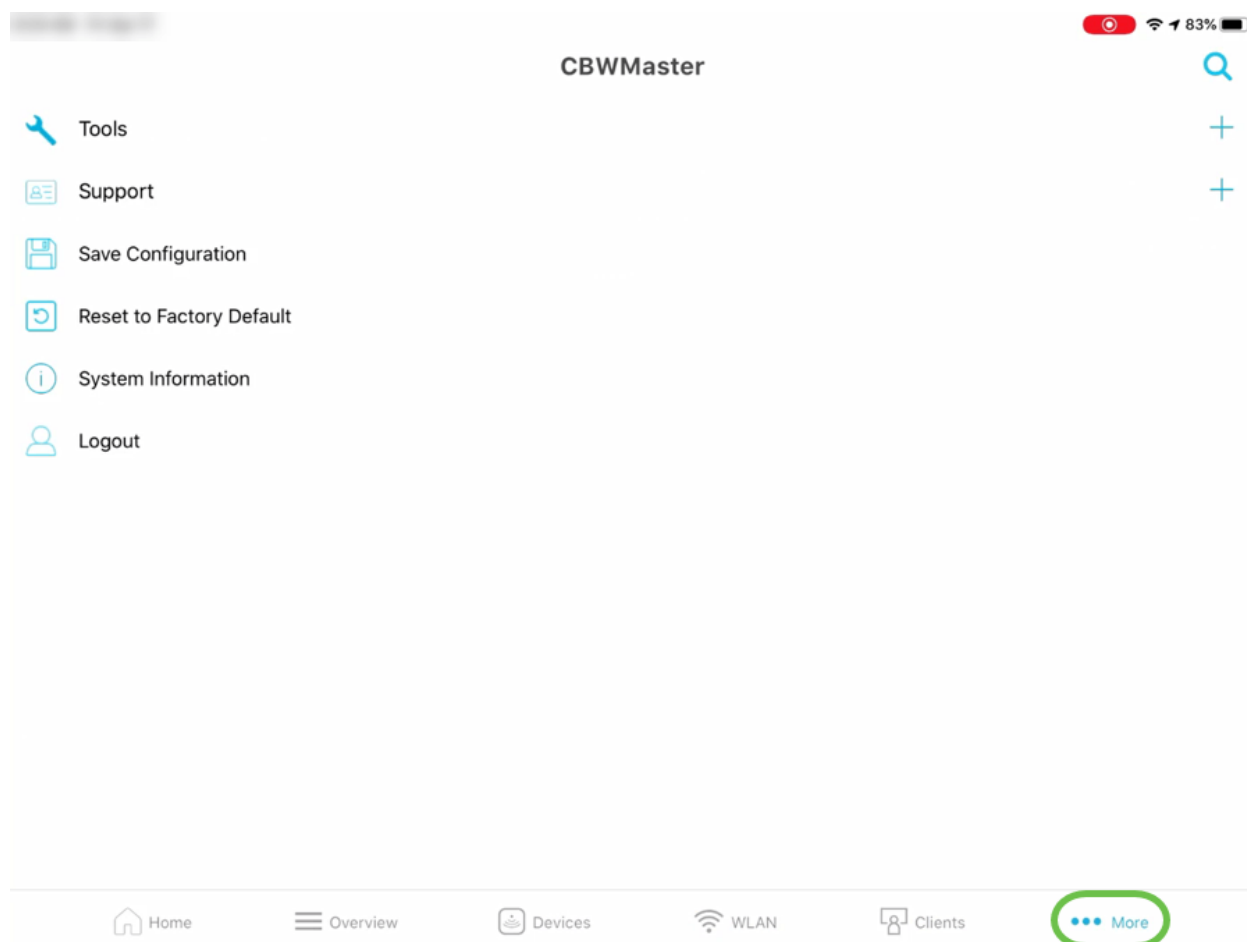 83%
CBWMaster
Tools
Support
Save Configuration
Reset to Factory Default
System Information
Logout
Home Overview Devices WLAN Clients More